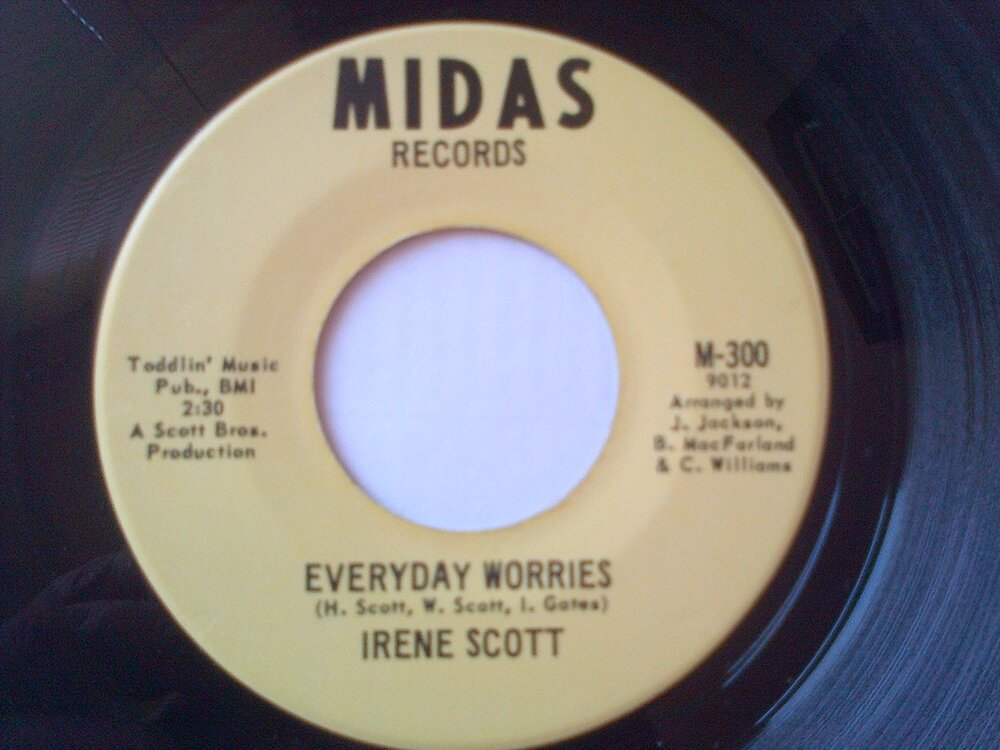 MIDAS
RECORDS
Toddlin' Music
Pub., BMI
2:30
A Scott Bros.
Production
M-300
9012
Arranged by
J. Jackson,
B. MacFarland
& C. Williams
EVERYDAY WORRIES
(H. Scott, W. Scott, I. Gates)
IRENE SCOTT